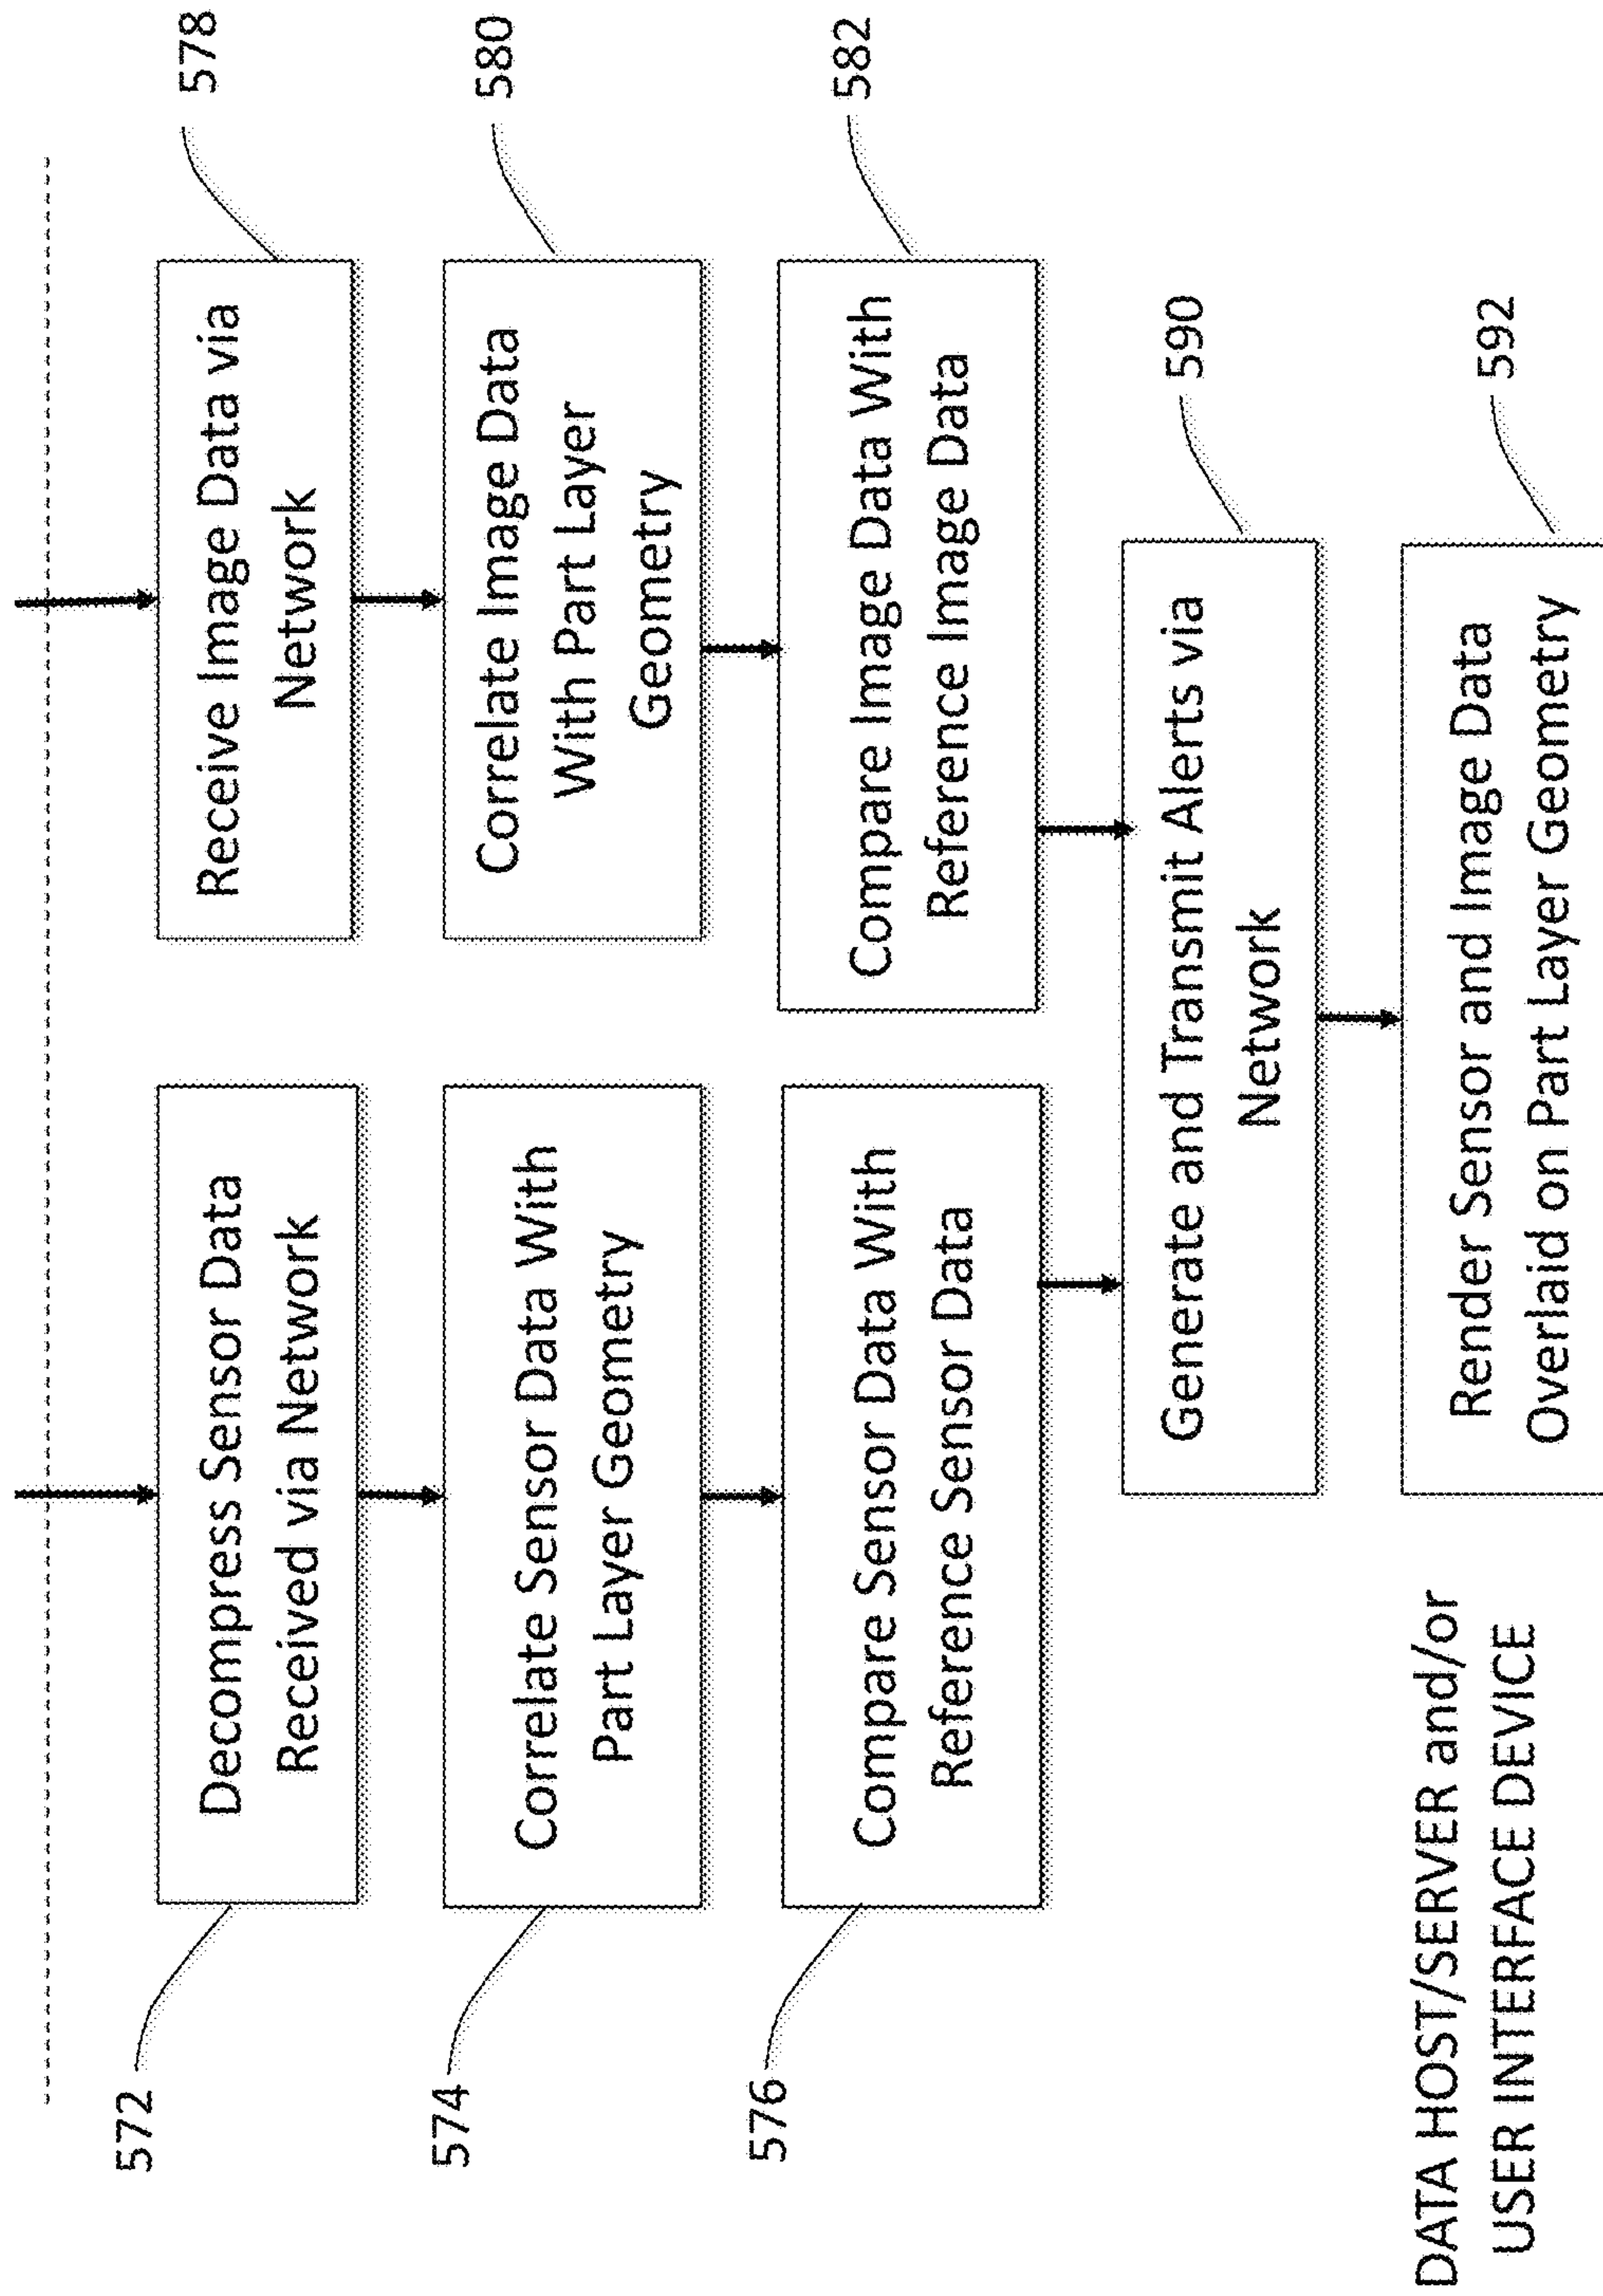 572
Decompress Sensor Data
Received via Network
574
Correlate Sensor Data With
Part Layer Geometry
576
Compare Sensor Data With
Reference Sensor Data
Receive Image Data via
Network
578
Correlate Image Data
With Part Layer
Geometry
580
Compare Image Data With
Reference Image Data
582
Generate and Transmit Alerts via
Network
590
Render Sensor and Image Data
Overlaid on Part Layer Geometry
592
DATA HOST/SERVER and/or
USER INTERFACE DEVICE